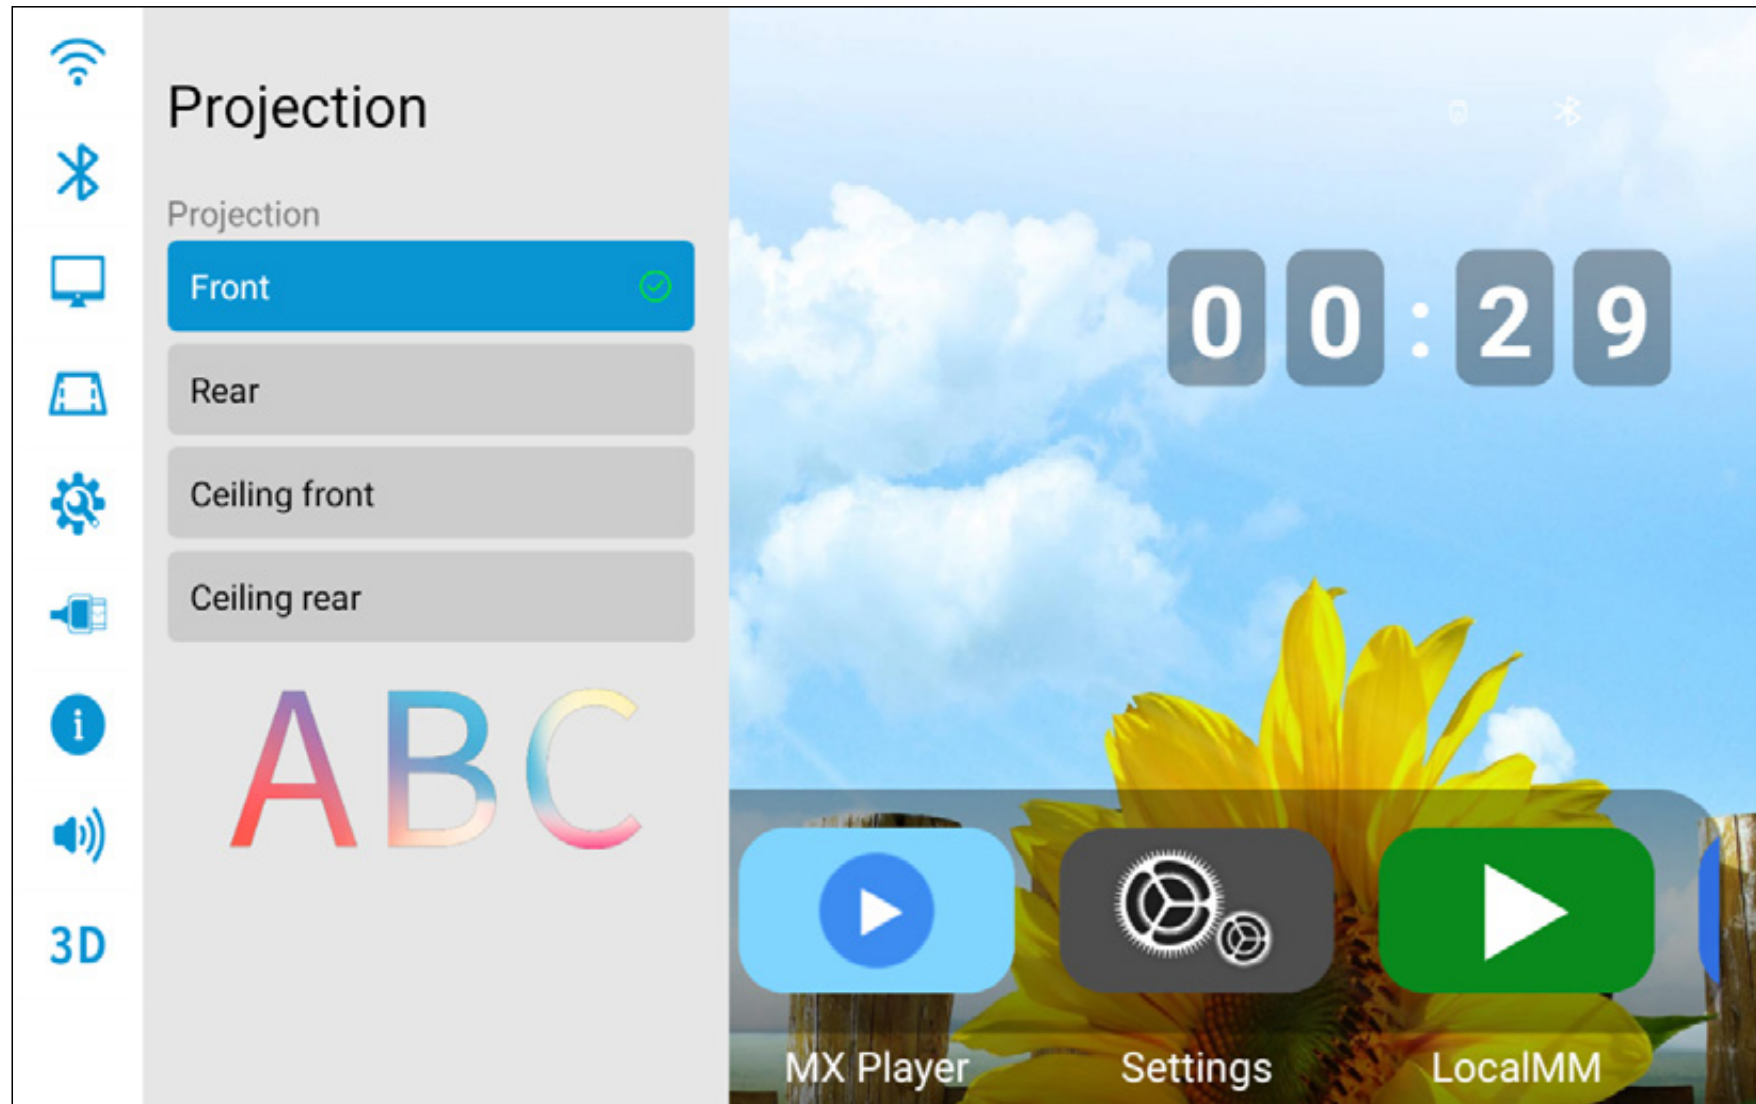 Projection
Projection
Front
Rear
Ceiling front
Ceiling rear
ABC
3D
00:29
MX Player
Settings
LocalMM